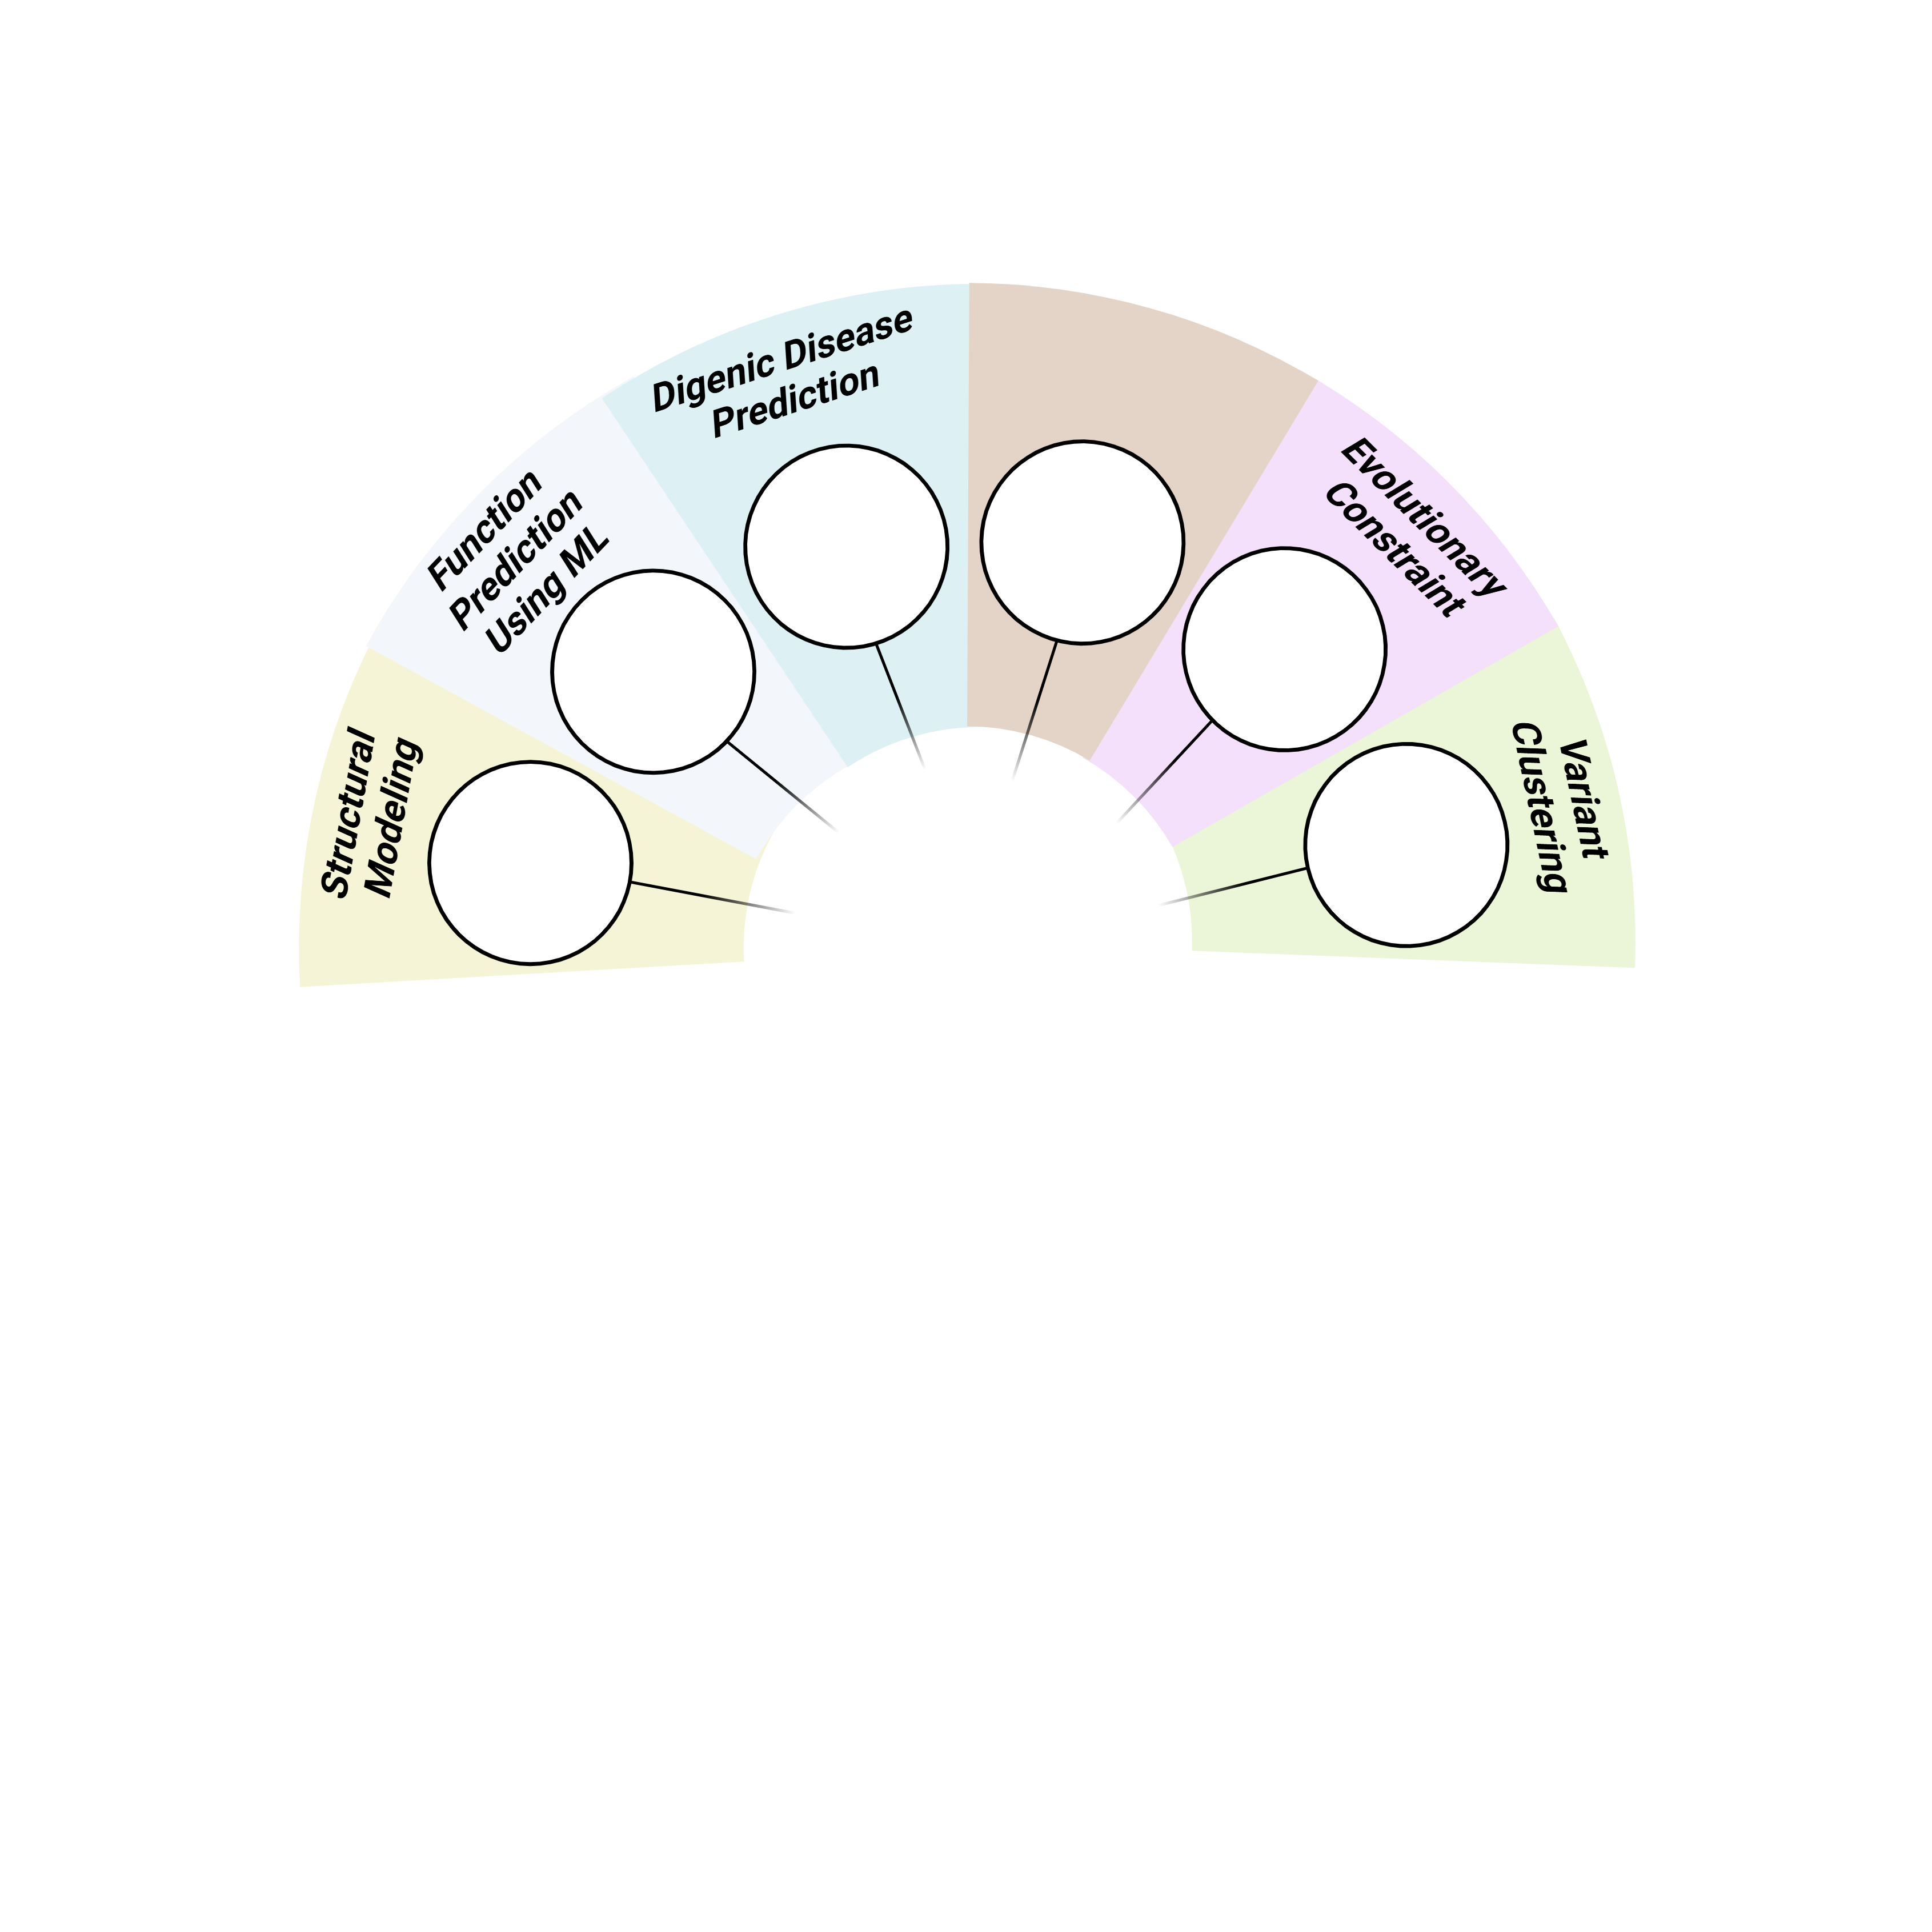 Structural
Modeling
Function
Prediction
Using ML
Digenic Disease
Prediction
Evolutionary
Constraint
Variant
Clustering